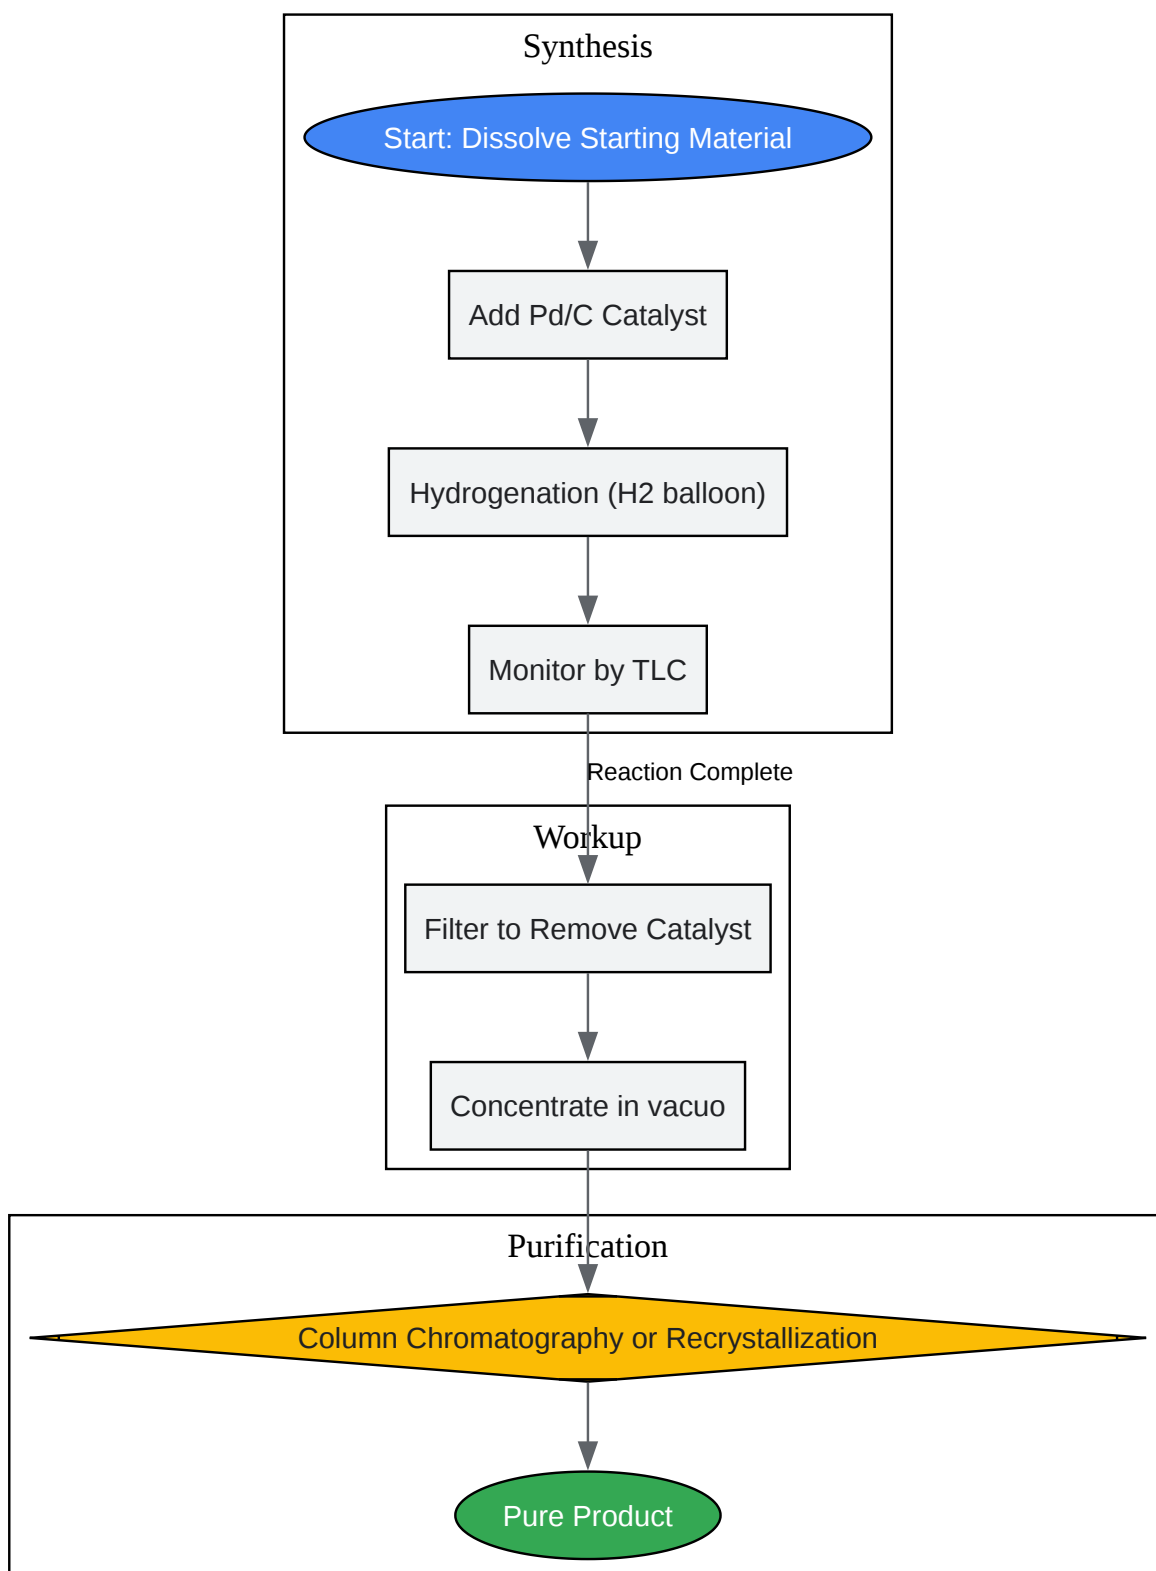 Synthesis
Start: Dissolve Starting Material
Add Pd/C Catalyst
Hydrogenation (H2 balloon)
Monitor by TLC
Reaction Complete
Workup
Filter to Remove Catalyst
Concentrate in vacuo
Purification
Column Chromatography or Recrystallization
Pure Product